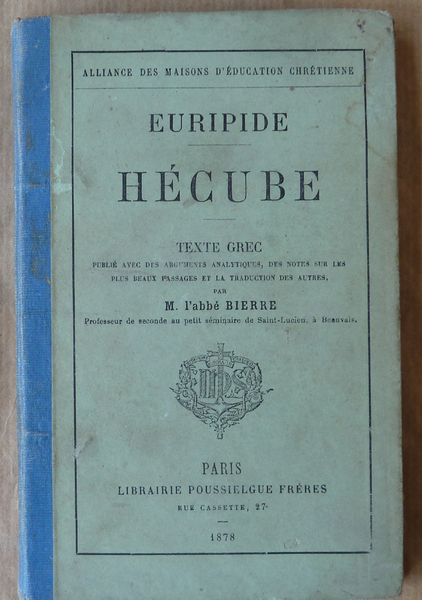 ALLIANCE DES MAISONS D'ÉDUCATION CHRÉTIENNE
EURIPIDE
HÉCUBE
TEXTE GREC
PUBLIÉ AVEC DES ARGUMENTS ANALYTIQUES, DES NOTES SUR LES
PLUS BEAUX PASSAGES ET LA TRADUCTION DES AUTRES,
PAR
M. l'abbé BIERRE
Professeur de seconde au petit séminaire de Saint-Lucien, à Beauvais.
PARIS
LIBRAIRIE POUSSIELGUE FRÈRES
RUE CASSETTE, 27
1878